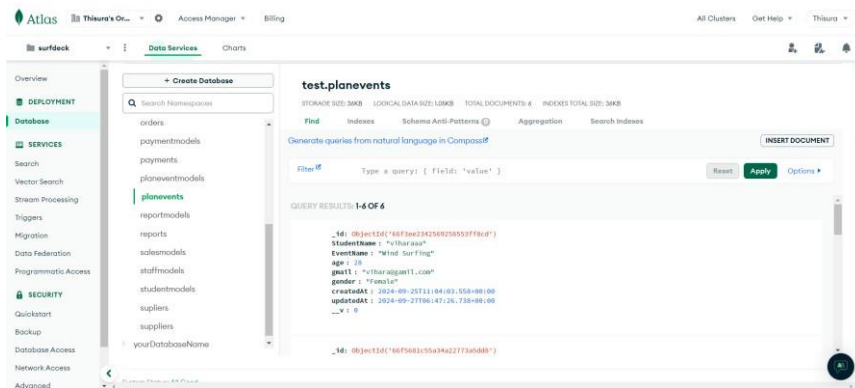 Atlas
Thisura's Or...
Access Manager
Billing
All Clusters
Get Help
Thisura
surfdeck
Data Services
Charts
Overview
DEPLOYMENT
Database
SERVICES
Search
Vector Search
Stream Processing
Triggers
Migration
Data Federation
Programmatic Access
SECURITY
Quickstart
Backup
Database Access
Network Access
Advanced
+ Create Database
Search Namespaces
orders
paymentmodels
payments
planeventmodels
planevents
reportmodels
reports
salesmodels
staffmodels
studentmodels
supliers
suppliers
yourDatabaseName
test.planevents
STORAGE SIZE: 36KB LOGICAL DATA SIZE: 1.08KB TOTAL DOCUMENTS: 6 INDEXES TOTAL SIZE: 36KB
Find Indexes Schema Anti-Patterns Aggregation Search Indexes
Generate queries from natural language in Compass
INSERT DOCUMENT
Filter
Type a query: { field: 'value' }
Reset
Apply
Options
QUERY RESULTS: 1-6 OF 6
_id: ObjectId('66f3ee2342569256553ff8cd')
StudentName : "viharaaa"
EventName : "Wind Surfing"
age : 28
gmail : "vihara@gamil.com"
gender : "Female"
createdAt : 2024-09-25T11:04:03.558+00:00
updatedAt : 2024-09-27T06:47:26.738+00:00
__v : 0
_id: ObjectId('66f5681c55a34a22773a5dd8')